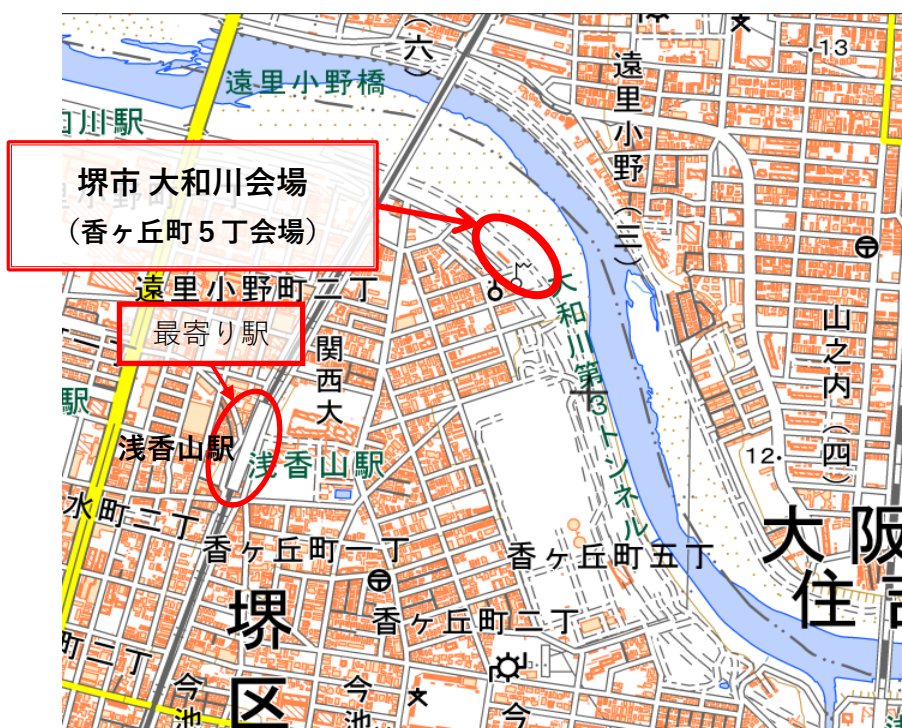 (六)
遠里小野橋
遠里小野(三)
・13
川駅
堺市 大和川会場
(香ヶ丘町5丁会場)
遠里小野町二丁
最寄り駅
関西大
大和川第3トンネル
山之内(四)
駅
浅香山駅
浅香山駅
12・
水町二丁
香ヶ丘町一丁
香ヶ丘町五丁
大阪
住吉
堺区
香ヶ丘町二丁
町二丁
今池
今池
今